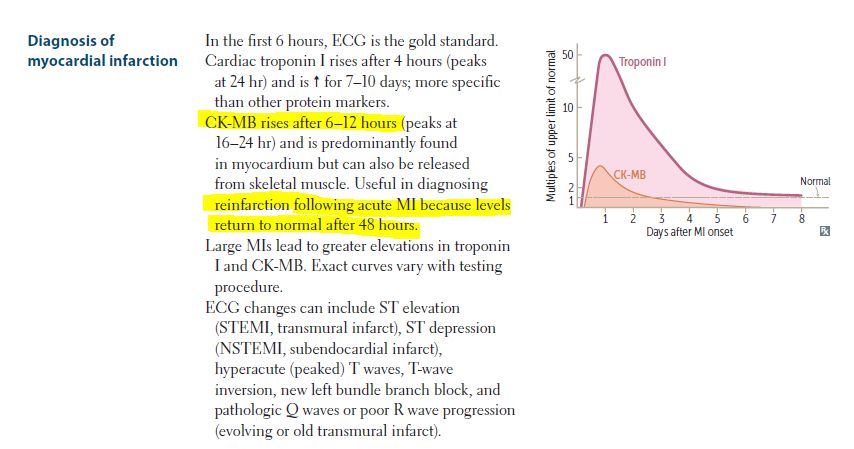 Diagnosis of
myocardial infarction
In the first 6 hours, ECG is the gold standard.
Cardiac troponin I rises after 4 hours (peaks
at 24 hr) and is ↑ for 7–10 days; more specific
than other protein markers.
CK-MB rises after 6–12 hours (peaks at
16–24 hr) and is predominantly found
in myocardium but can also be released
from skeletal muscle. Useful in diagnosing
reinfarction following acute MI because levels
return to normal after 48 hours.
Large MIs lead to greater elevations in troponin
I and CK-MB. Exact curves vary with testing
procedure.
ECG changes can include ST elevation
(STEMI, transmural infarct), ST depression
(NSTEMI, subendocardial infarct),
hyperacute (peaked) T waves, T-wave
inversion, new left bundle branch block, and
pathologic Q waves or poor R wave progression
(evolving or old transmural infarct).
Multiples of upper limit of normal
50
10
5
2
1
Troponin I
CK-MB
Normal
1 2 3 4 5 6 7 8
Days after MI onset
℞